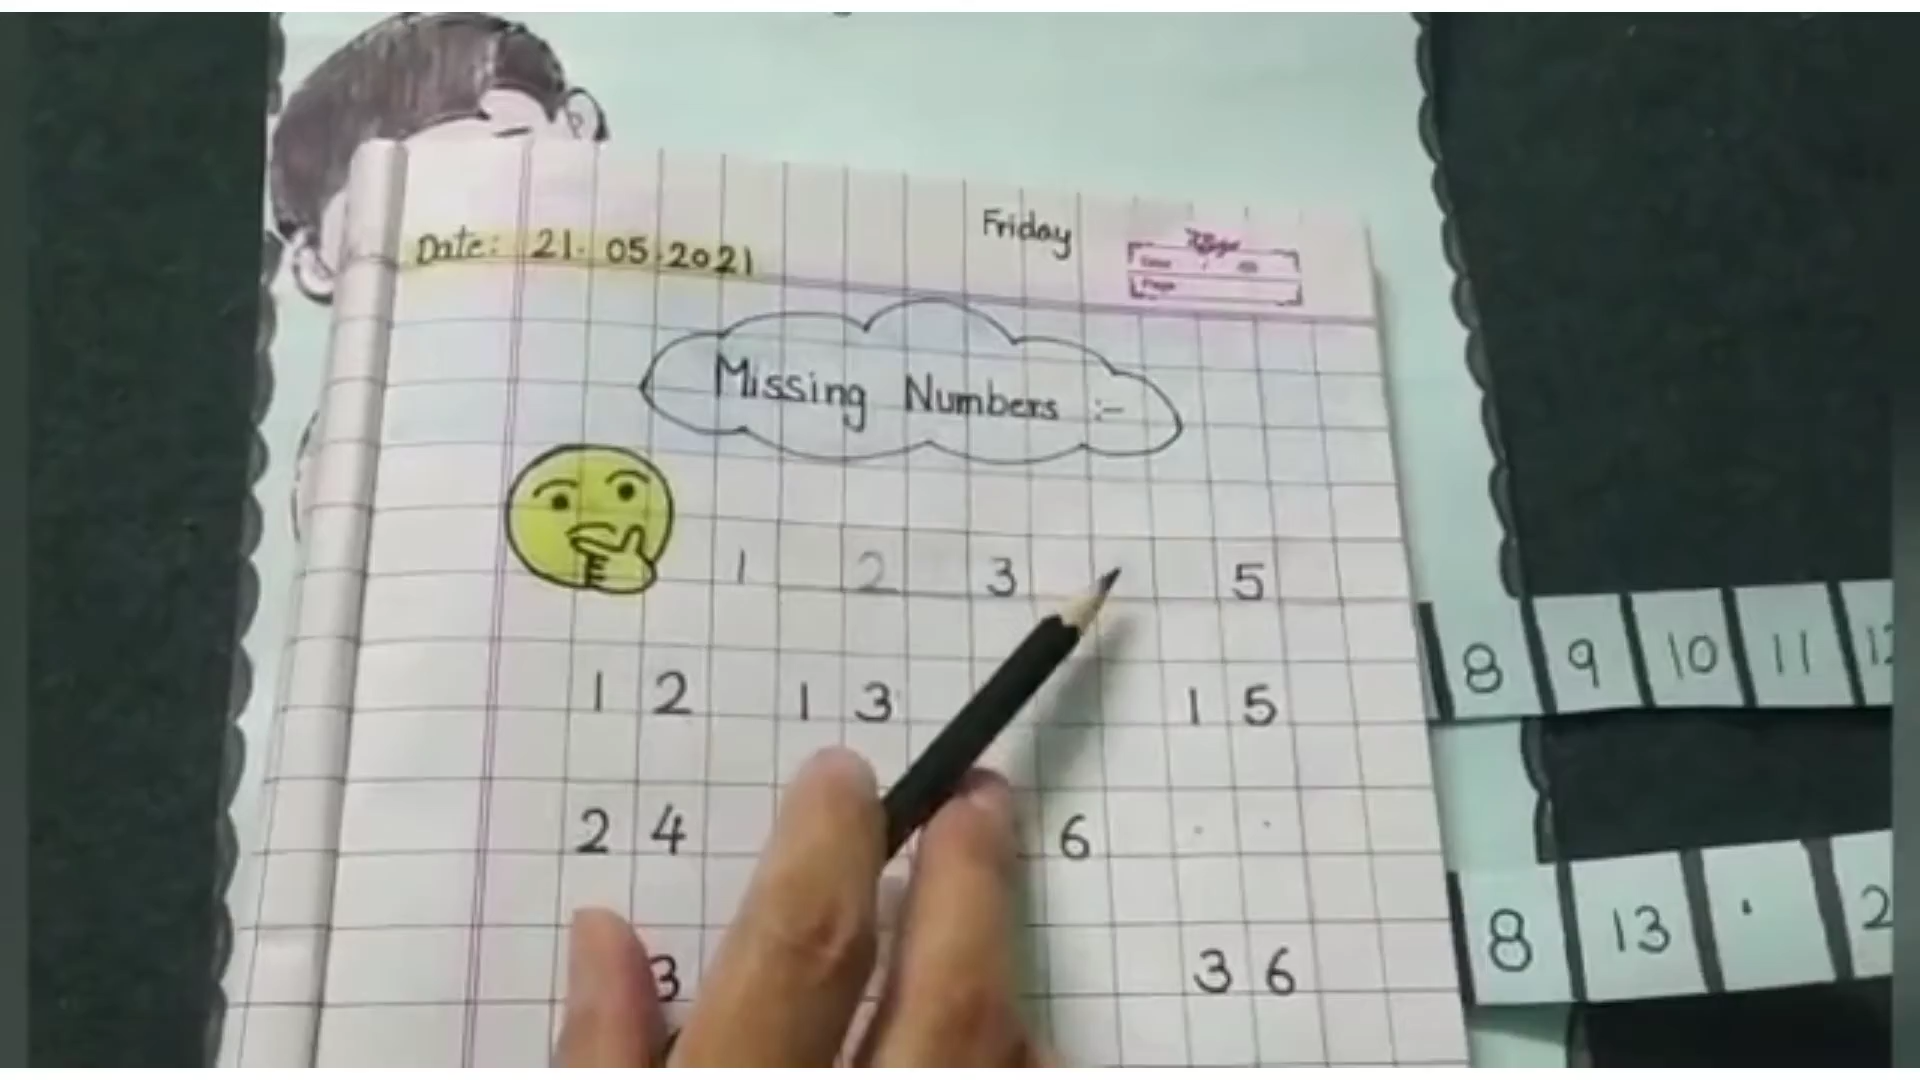 Date: 21.05.2021 Friday
Missing Numbers :-
1 2 3 5
12 13 15
24 6
3 36
8 9 10 11
8 13 2